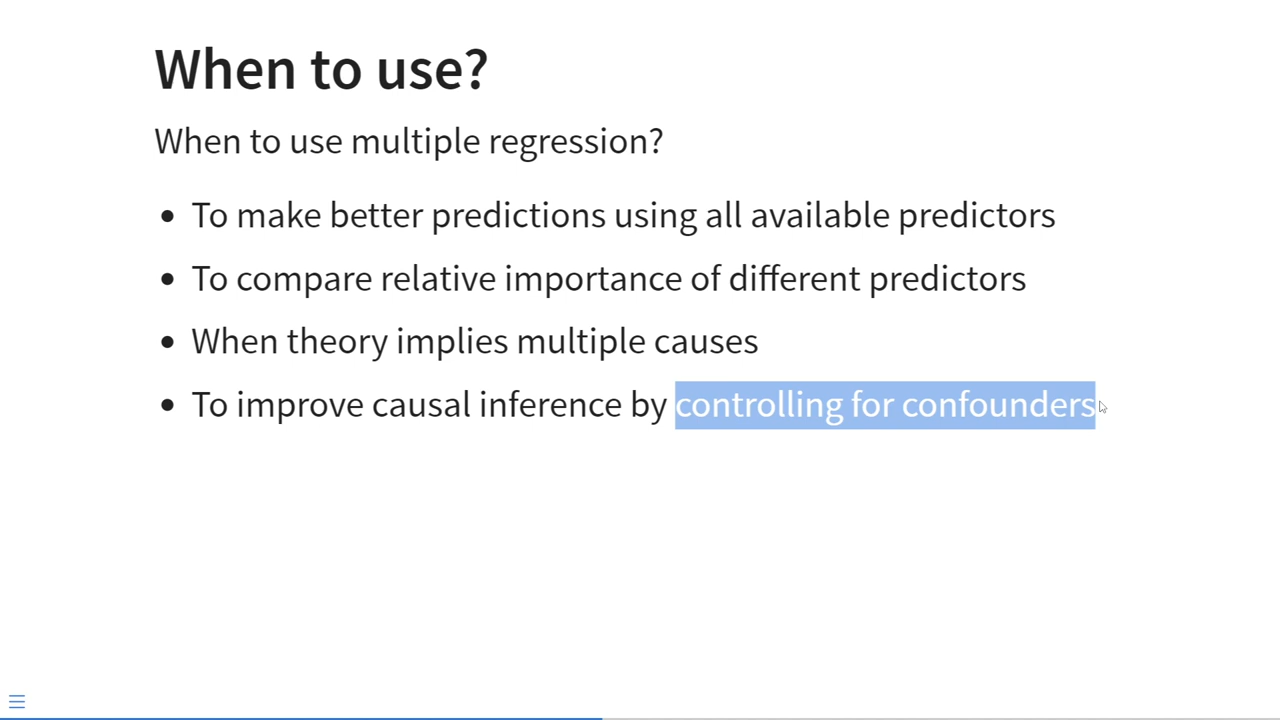 When to use?
When to use multiple regression?
• To make better predictions using all available predictors
• To compare relative importance of different predictors
• When theory implies multiple causes
• To improve causal inference by controlling for confounders